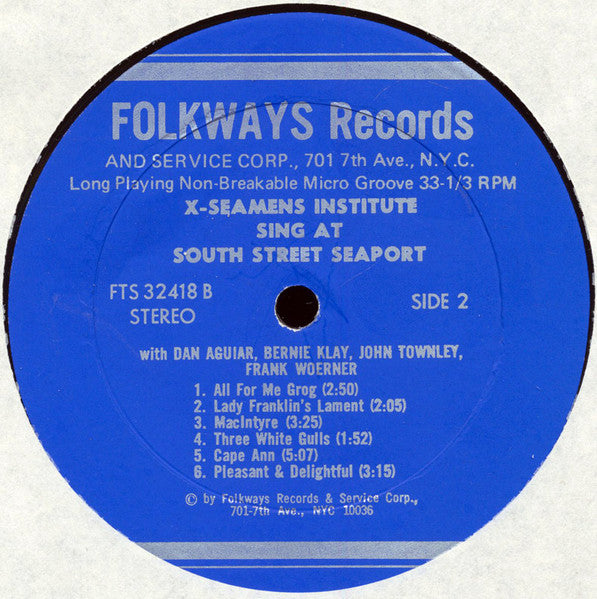 FOLKWAYS Records
AND SERVICE CORP., 701 7th Ave., N.Y.C.
Long Playing Non-Breakable Micro Groove 33-1/3 RPM
X-SEAMENS INSTITUTE
SING AT
SOUTH STREET SEAPORT
FTS 32418 B
STEREO
SIDE 2
with DAN AGUIAR, BERNIE KLAY, JOHN TOWNLEY,
FRANK WOERNER
1. All For Me Grog (2:50)
2. Lady Franklin's Lament (2:05)
3. MacIntyre (3:25)
4. Three White Gulls (1:52)
5. Cape Ann (5:07)
6. Pleasant & Delightful (3:15)
© by Folkways Records & Service Corp.,
701-7th Ave., NYC 10036